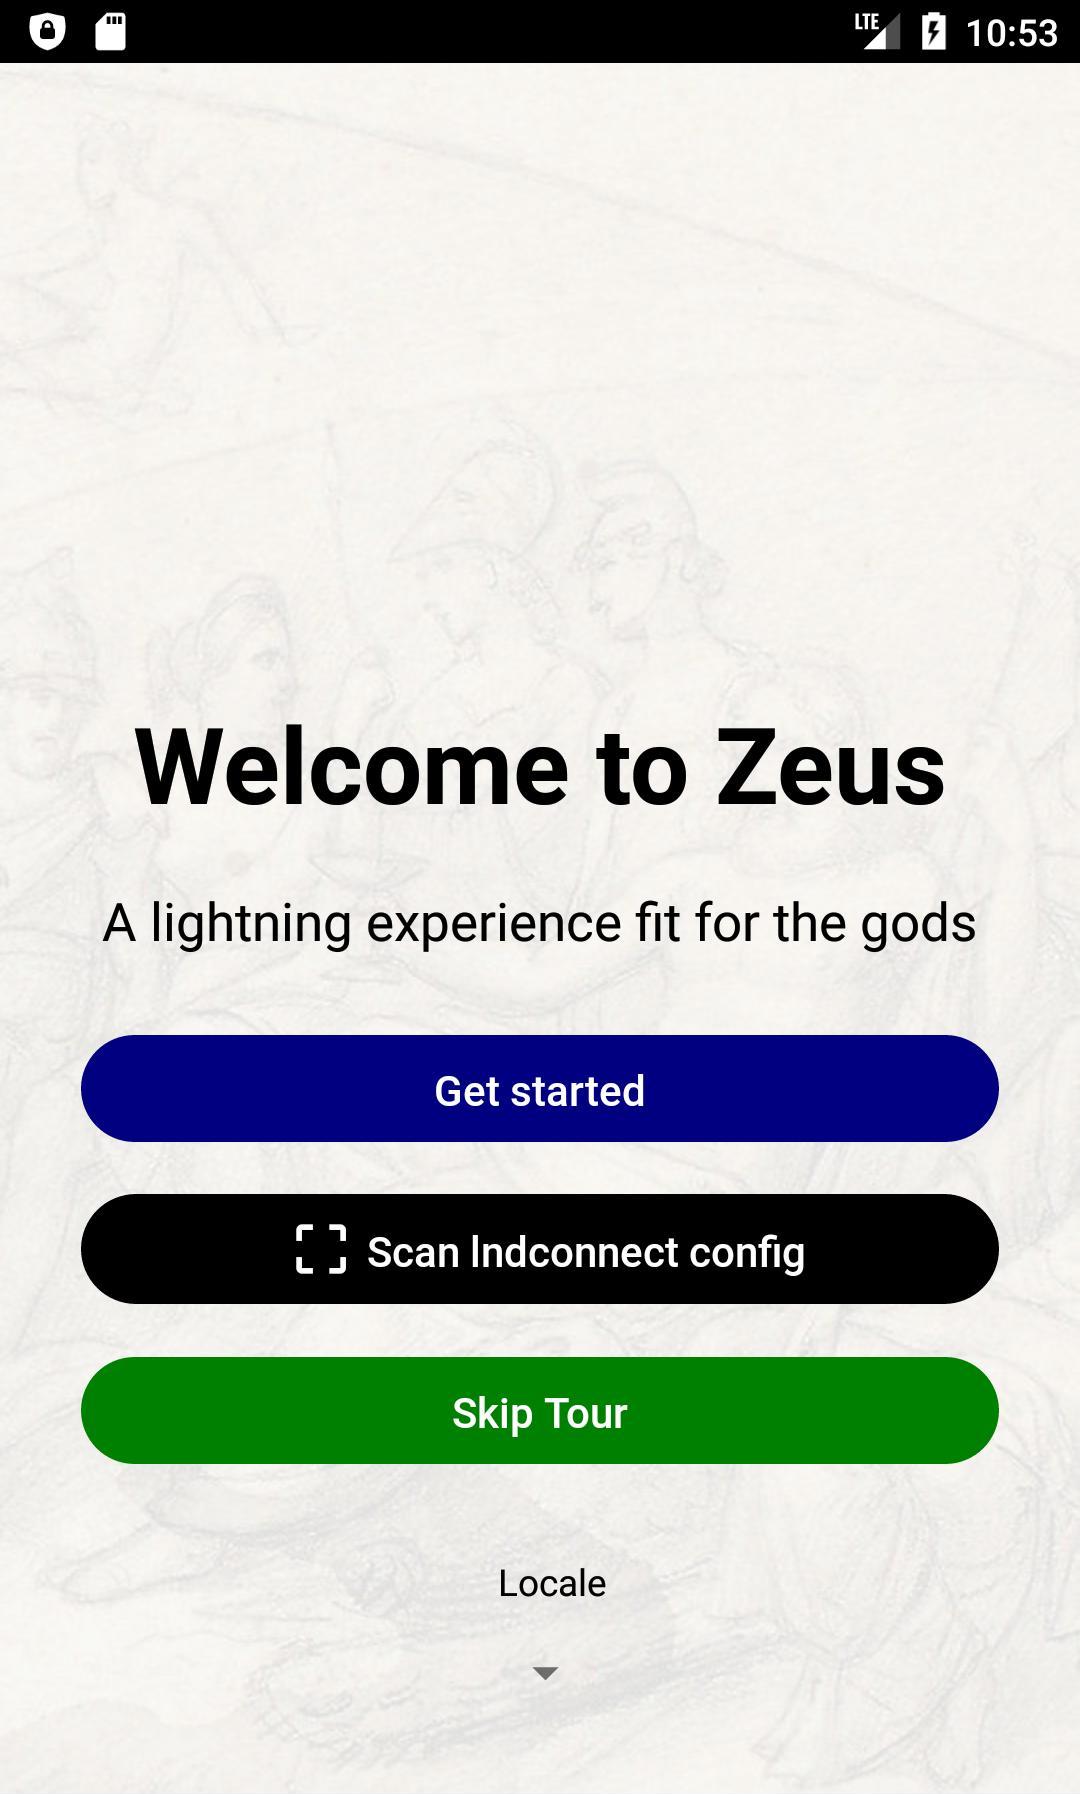 LTE 10:53
Welcome to Zeus
A lightning experience fit for the gods
Get started
Scan lndconnect config
Skip Tour
Locale